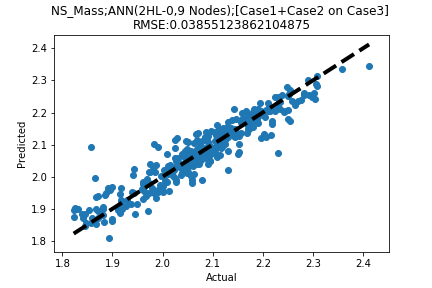 NS_Mass;ANN(2HL-0,9 Nodes);[Case1+Case2 on Case3]
RMSE:0.03855123862104875
2.4
2.3
2.2
2.1
2.0
1.9
1.8
Predicted
1.8 1.9 2.0 2.1 2.2 2.3 2.4
Actual